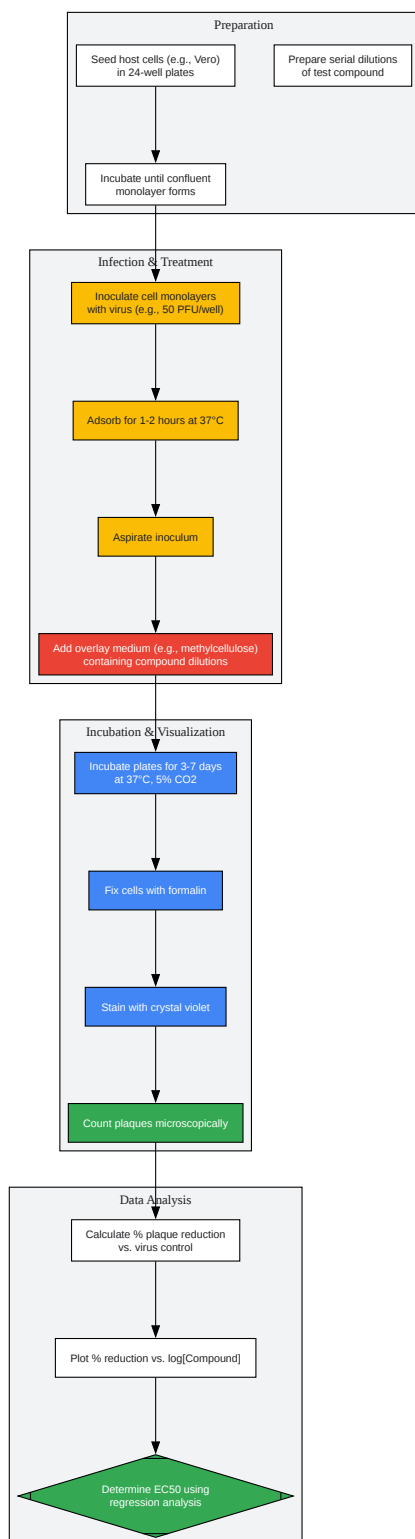 Preparation
Seed host cells (e.g., Vero)
in 24-well plates
Prepare serial dilutions
of test compound
Incubate until confluent
monolayer forms
Infection & Treatment
Inoculate cell monolayers
with virus (e.g., 50 PFU/well)
Adsorb for 1-2 hours at 37°C
Aspirate inoculum
Add overlay medium (e.g., methylcellulose)
containing compound dilutions
Incubation & Visualization
Incubate plates for 3-7 days
at 37°C, 5% CO2
Fix cells with formalin
Stain with crystal violet
Count plaques microscopically
Data Analysis
Calculate % plaque reduction
vs. virus control
Plot % reduction vs. log[Compound]
Determine EC50 using
regression analysis